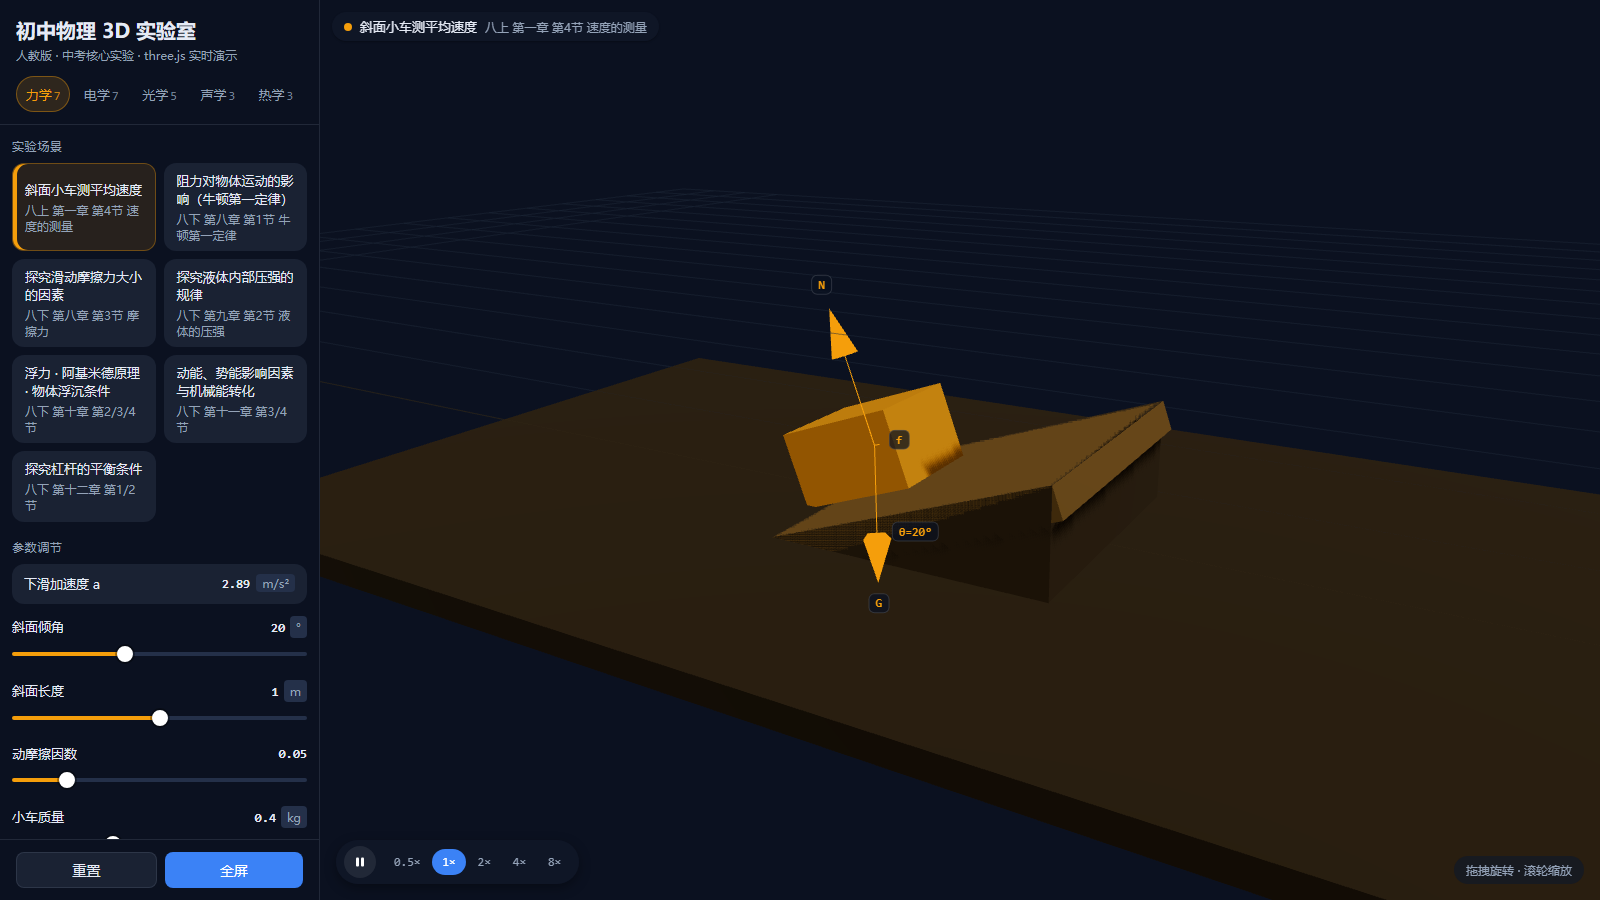 初中物理 3D 实验室
人教版 · 中考核心实验 · three.js 实时演示
力学 7
电学 7
光学 5
声学 3
热学 3
实验场景
斜面小车测平均速度
八上 第一章 第4节 速
度的测量
阻力对物体运动的影
响（牛顿第一定律）
八下 第八章 第1节 牛
顿第一定律
探究滑动摩擦力大小
的因素
八下 第八章 第3节 摩
擦力
探究液体内部压强的
规律
八下 第九章 第2节 液
体的压强
浮力 · 阿基米德原理
· 物体浮沉条件
八下 第十章 第2/3/4
节
动能、势能影响因素
与机械能转化
八下 第十一章 第3/4
节
探究杠杆的平衡条件
八下 第十二章 第1/2
节
参数调节
下滑加速度 a 2.89 m/s²
斜面倾角 20 °
斜面长度 1 m
动摩擦因数 0.05
小车质量 0.4 kg
重置
全屏
斜面小车测平均速度 八上 第一章 第4节 速度的测量
N
f
θ=20°
G
0.5× 1× 2× 4× 8×
拖拽旋转 · 滚轮缩放